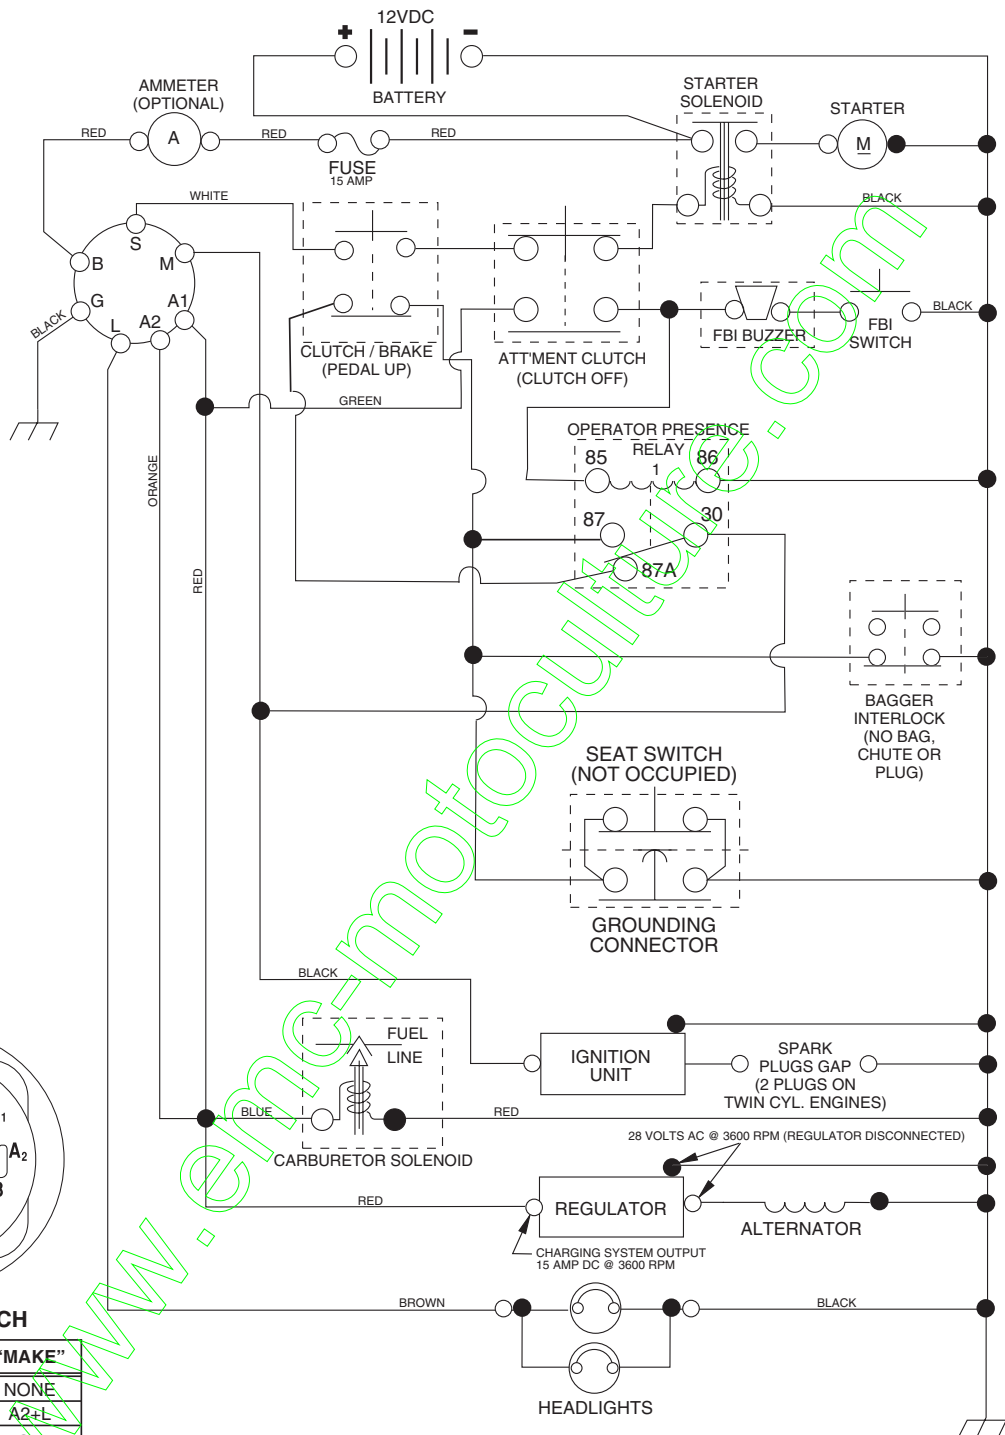 12VDC
+
-
BATTERY
AMMETER
(OPTIONAL)
STARTER
SOLENOID
STARTER
RED
A
RED
RED
M
FUSE
15 AMP
WHITE
BLACK
S
B
M
G
A1
L
A2
BLACK
FBI BUZZER
FBI
SWITCH
BLACK
CLUTCH / BRAKE
(PEDAL UP)
ATT'MENT CLUTCH
(CLUTCH OFF)
GREEN
OPERATOR PRESENCE
RELAY
1
85
86
87
30
87A
ORANGE
RED
BAGGER
INTERLOCK
(NO BAG,
CHUTE OR
PLUG)
SEAT SWITCH
(NOT OCCUPIED)
GROUNDING
CONNECTOR
BLACK
FUEL
LINE
IGNITION
UNIT
SPARK
PLUGS GAP
(2 PLUGS ON
TWIN CYL. ENGINES)
BLUE
RED
CARBURETOR SOLENOID
28 VOLTS AC @ 3600 RPM (REGULATOR DISCONNECTED)
1
A2
RED
REGULATOR
ALTERNATOR
CHARGING SYSTEM OUTPUT
15 AMP DC @ 3600 RPM
BROWN
BLACK
HEADLIGHTS
CH
"MAKE"
NONE
A2+L
www.emc-motoculture.com